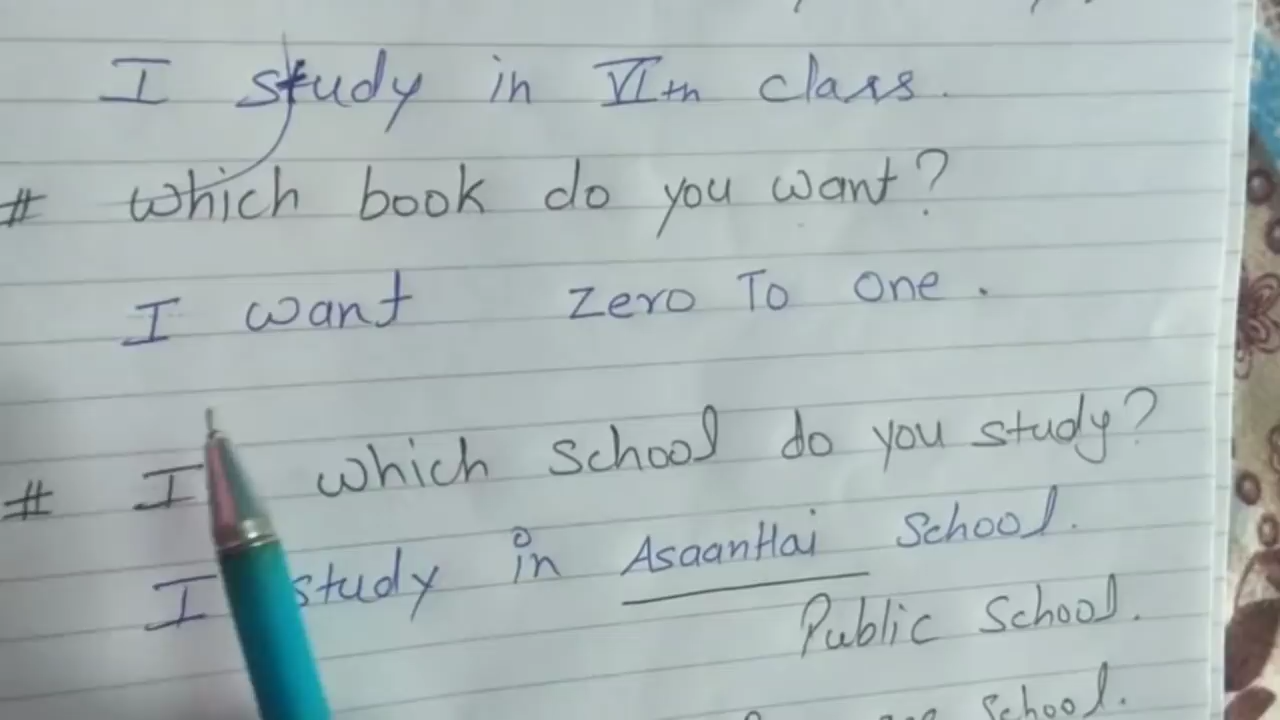 I study in VIth class.
# which book do you want?
I want zero To one.
# I which school do you study?
I study in AsaanHai School.
Public School.
School.